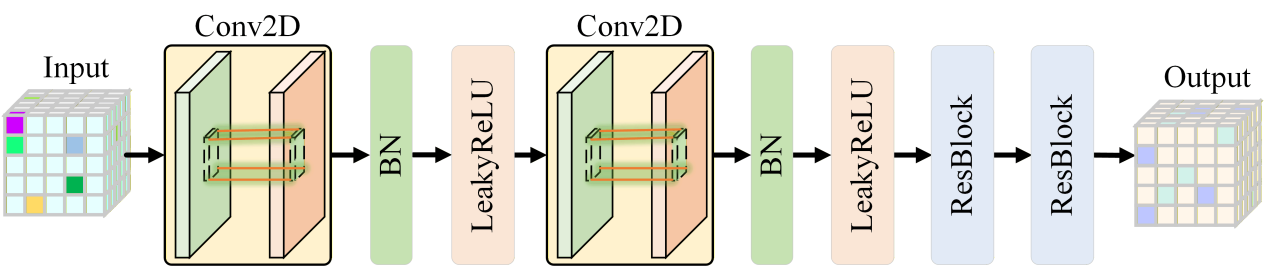 Input
Conv2D
BN
LeakyReLU
Conv2D
BN
LeakyReLU
ResBlock
ResBlock
Output